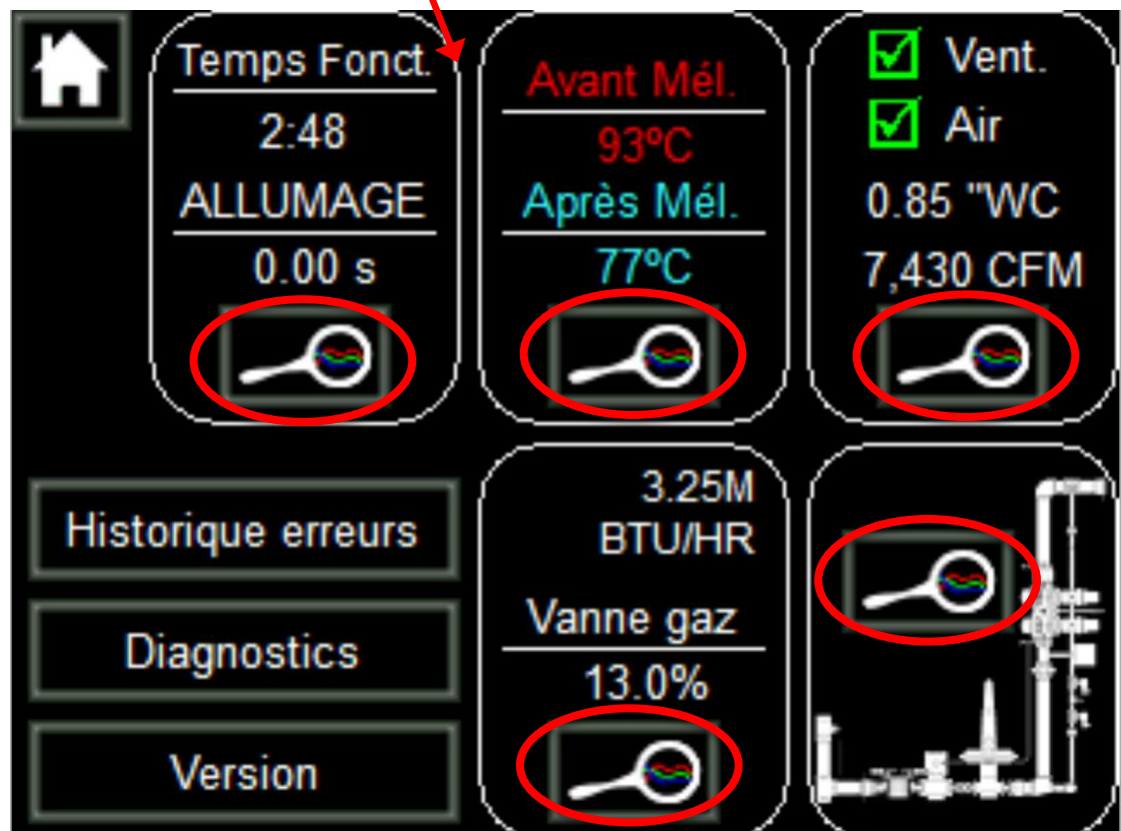 Temps Fonct.
2:48
ALLUMAGE
0.00 s
Avant Mél.
93ºC
Après Mél.
77ºC
Vent.
Air
0.85 "WC
7,430 CFM
Historique erreurs
Diagnostics
Version
3.25M
BTU/HR
Vanne gaz
13.0%